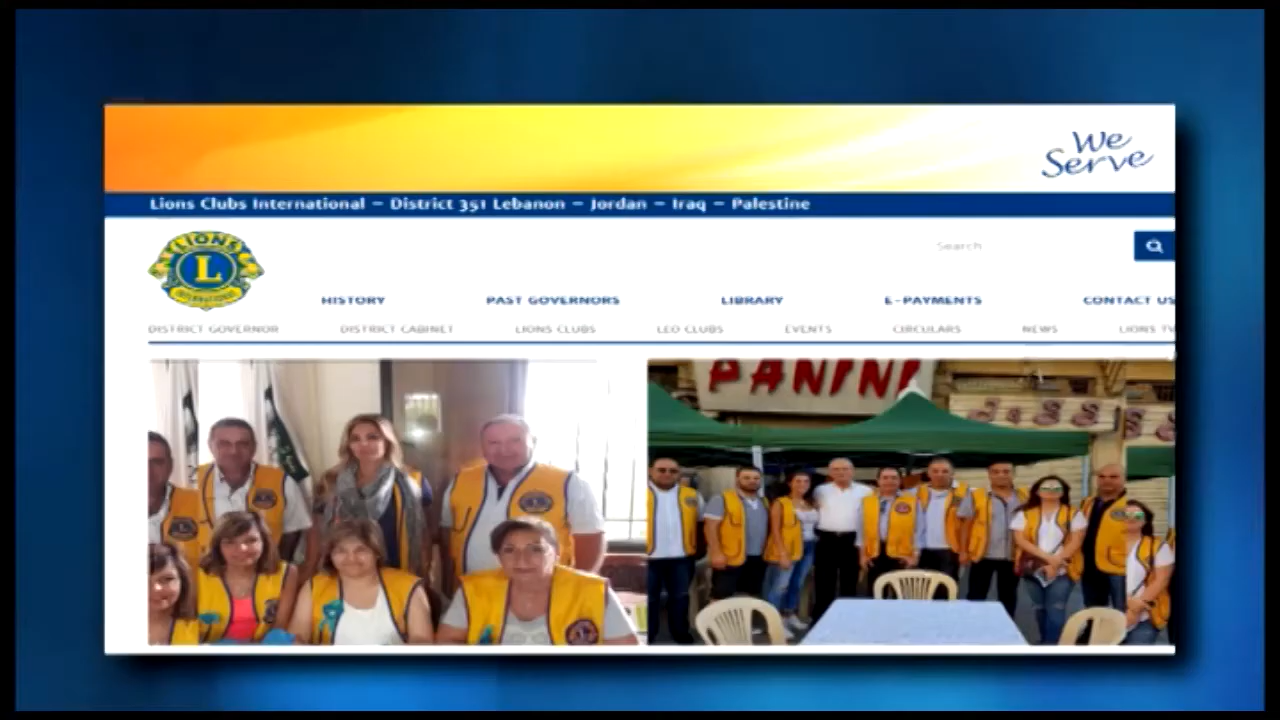 We
Serve
Lions Clubs International – District 351 Lebanon – Jordan – Iraq – Palestine
LIONS
L
INTERNATIONAL
Search
HISTORY PAST GOVERNORS LIBRARY E-PAYMENTS CONTACT US
DISTRICT GOVERNOR DISTRICT CABINET LIONS CLUBS LEO CLUBS EVENTS CIRCULARS NEWS LIONS TV
PANINI